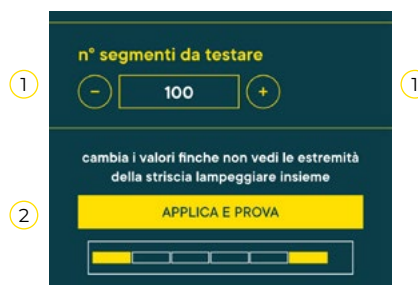 n° segmenti da testare
1
− 100 +
1
cambia i valori finche non vedi le estremità
della striscia lampeggiare insieme
2
APPLICA E PROVA